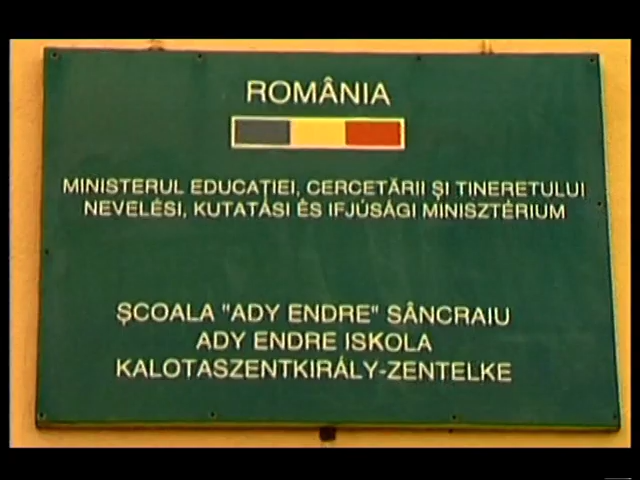 ROMÂNIA
MINISTERUL EDUCAȚIEI, CERCETĂRII ȘI TINERETULUI
NEVELÉSI, KUTATÁSI ÉS IFJÚSÁGI MINISZTÉRIUM
ȘCOALA "ADY ENDRE" SÂNCRAIU
ADY ENDRE ISKOLA
KALOTASZENTKIRÁLY-ZENTELKE